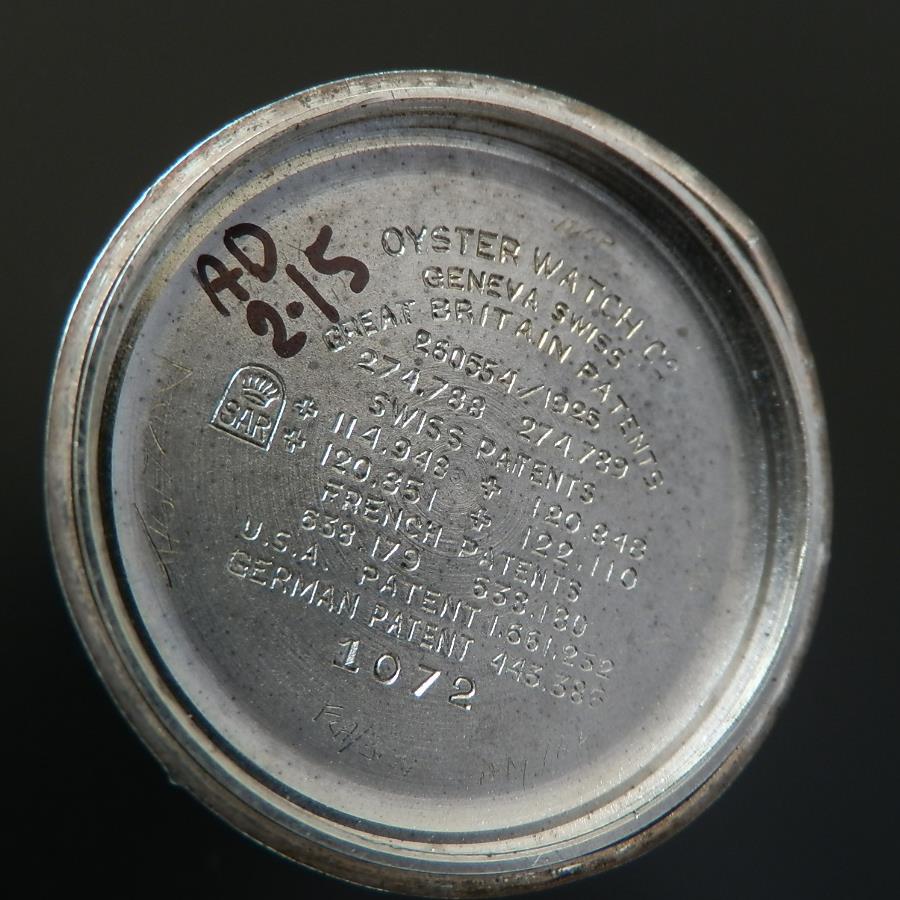 AD
2·15
OYSTER WATCH Co
GENEVA SWISS
GREAT BRITAIN PATENTS
260554/1925
274.788 274.789
SWISS PATENTS
SAR
+ 114.948 + 120.848
+ 120.851 + 122.110
FRENCH PATENTS
638.179 638.180
U.S.A. PATENT 1.661.232
GERMAN PATENT 443.386
1072